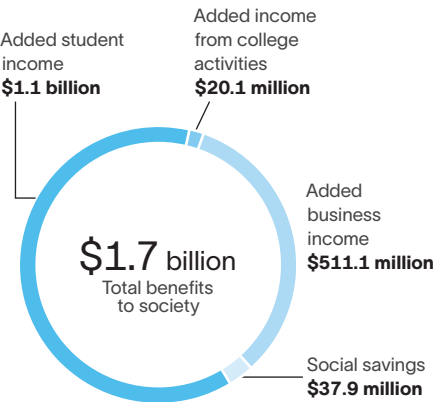 Added income
from college
activities
$20.1 million
Added student
income
$1.1 billion
Added
business
income
$511.1 million
$1.7 billion
Total benefits
to society
Social savings
$37.9 million